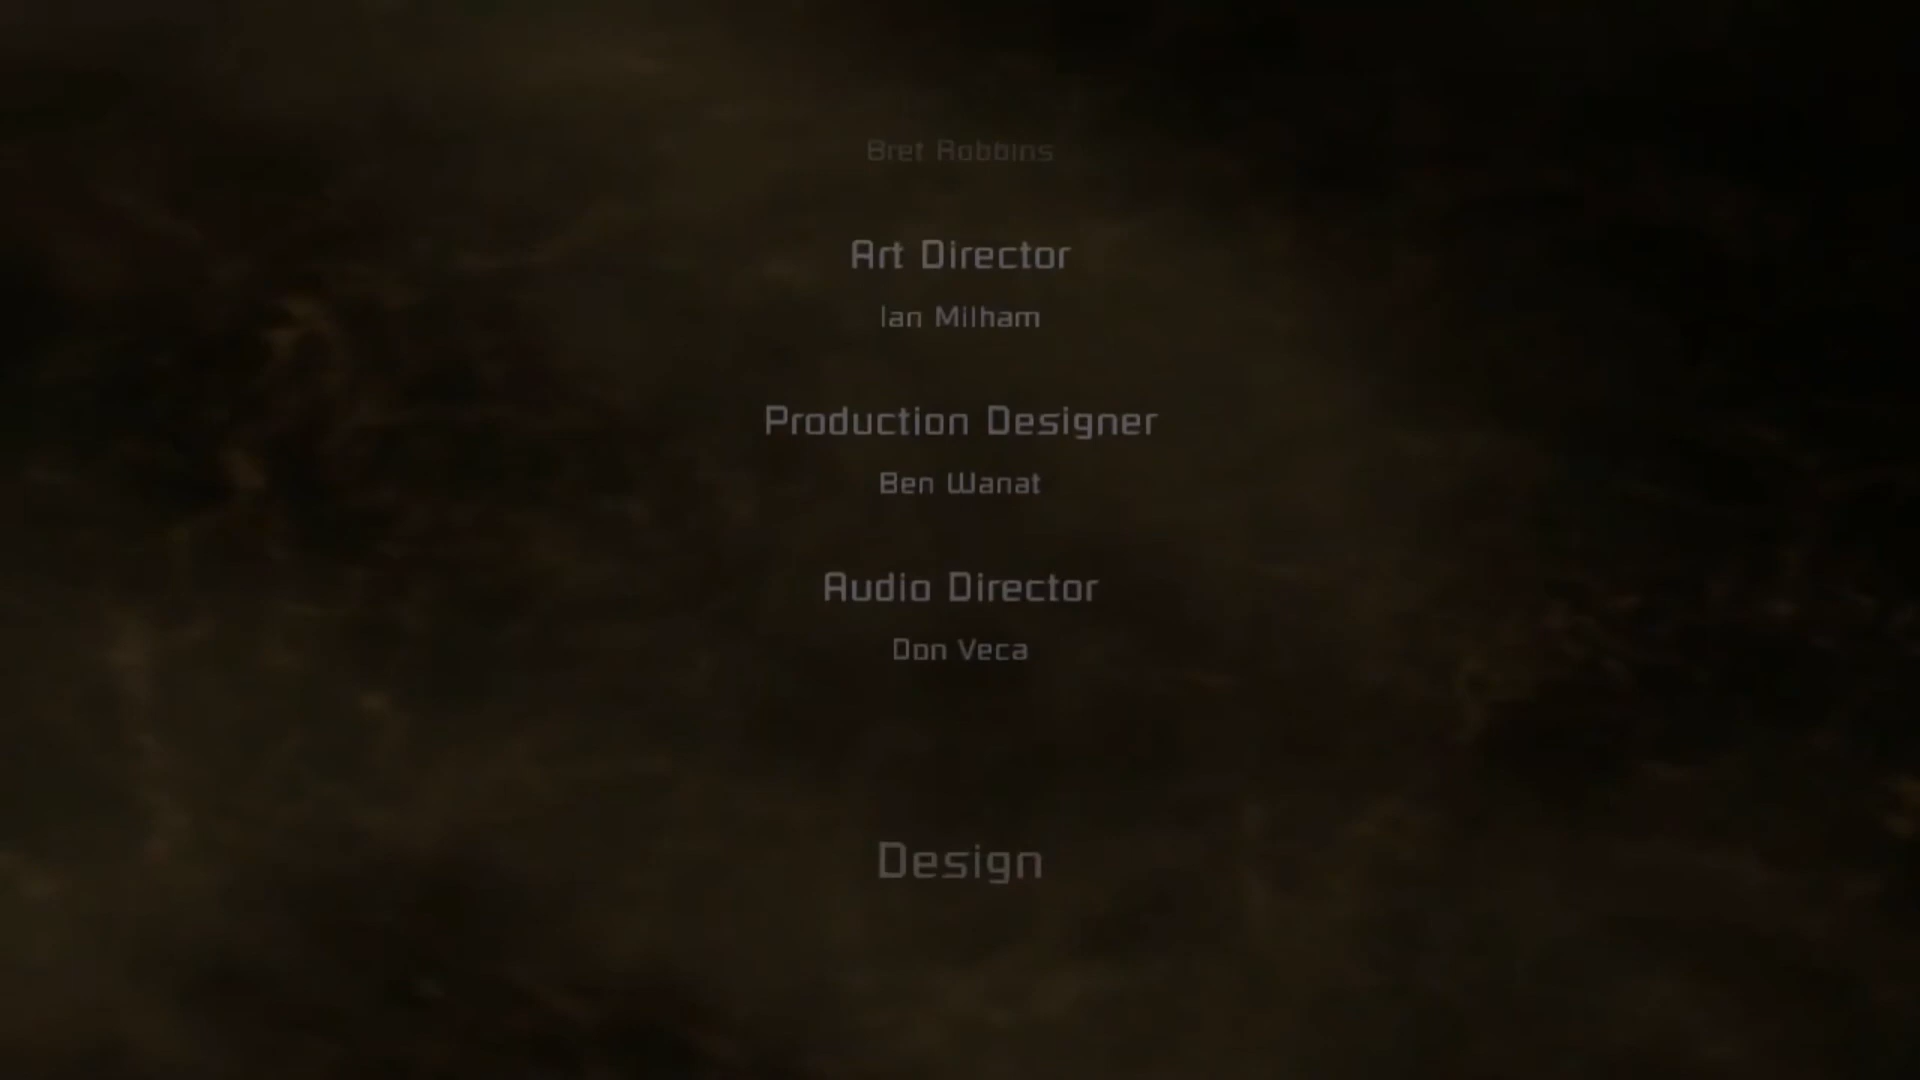 Bret Robbins
Art Director
Ian Milham
Production Designer
Ben Wanat
Audio Director
Don Veca
Design